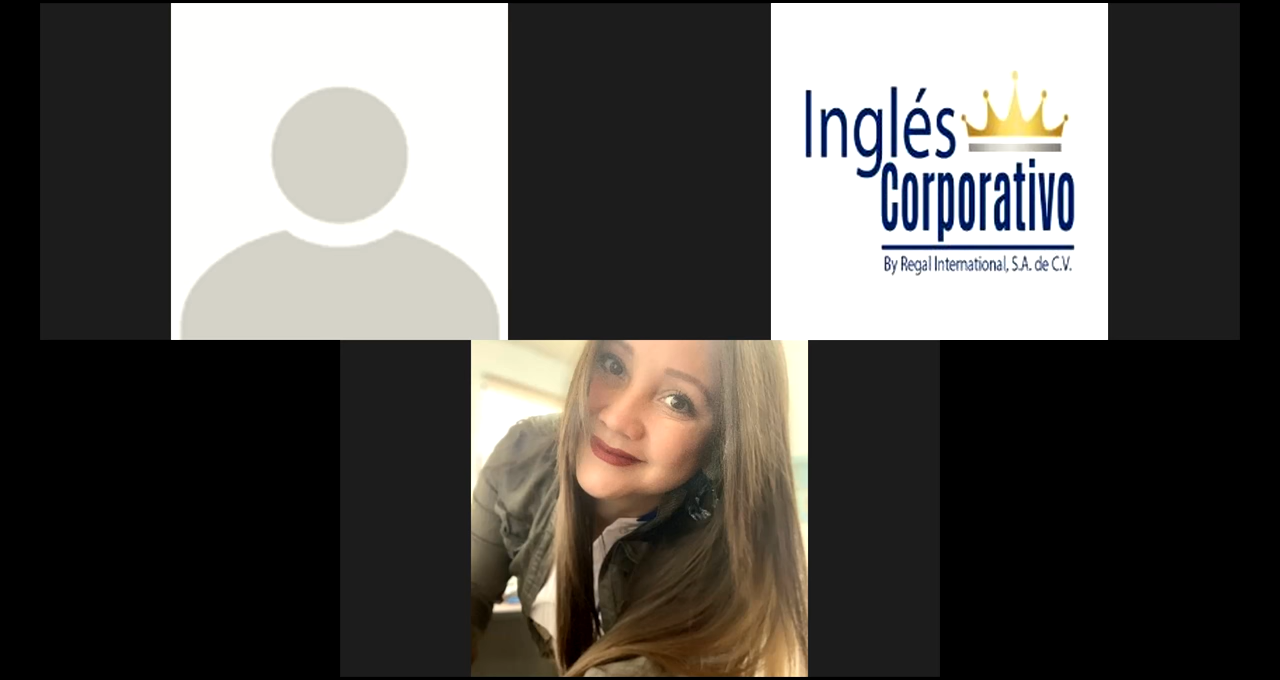 Inglés
Corporativo
By Regal International, S.A. de C.V.